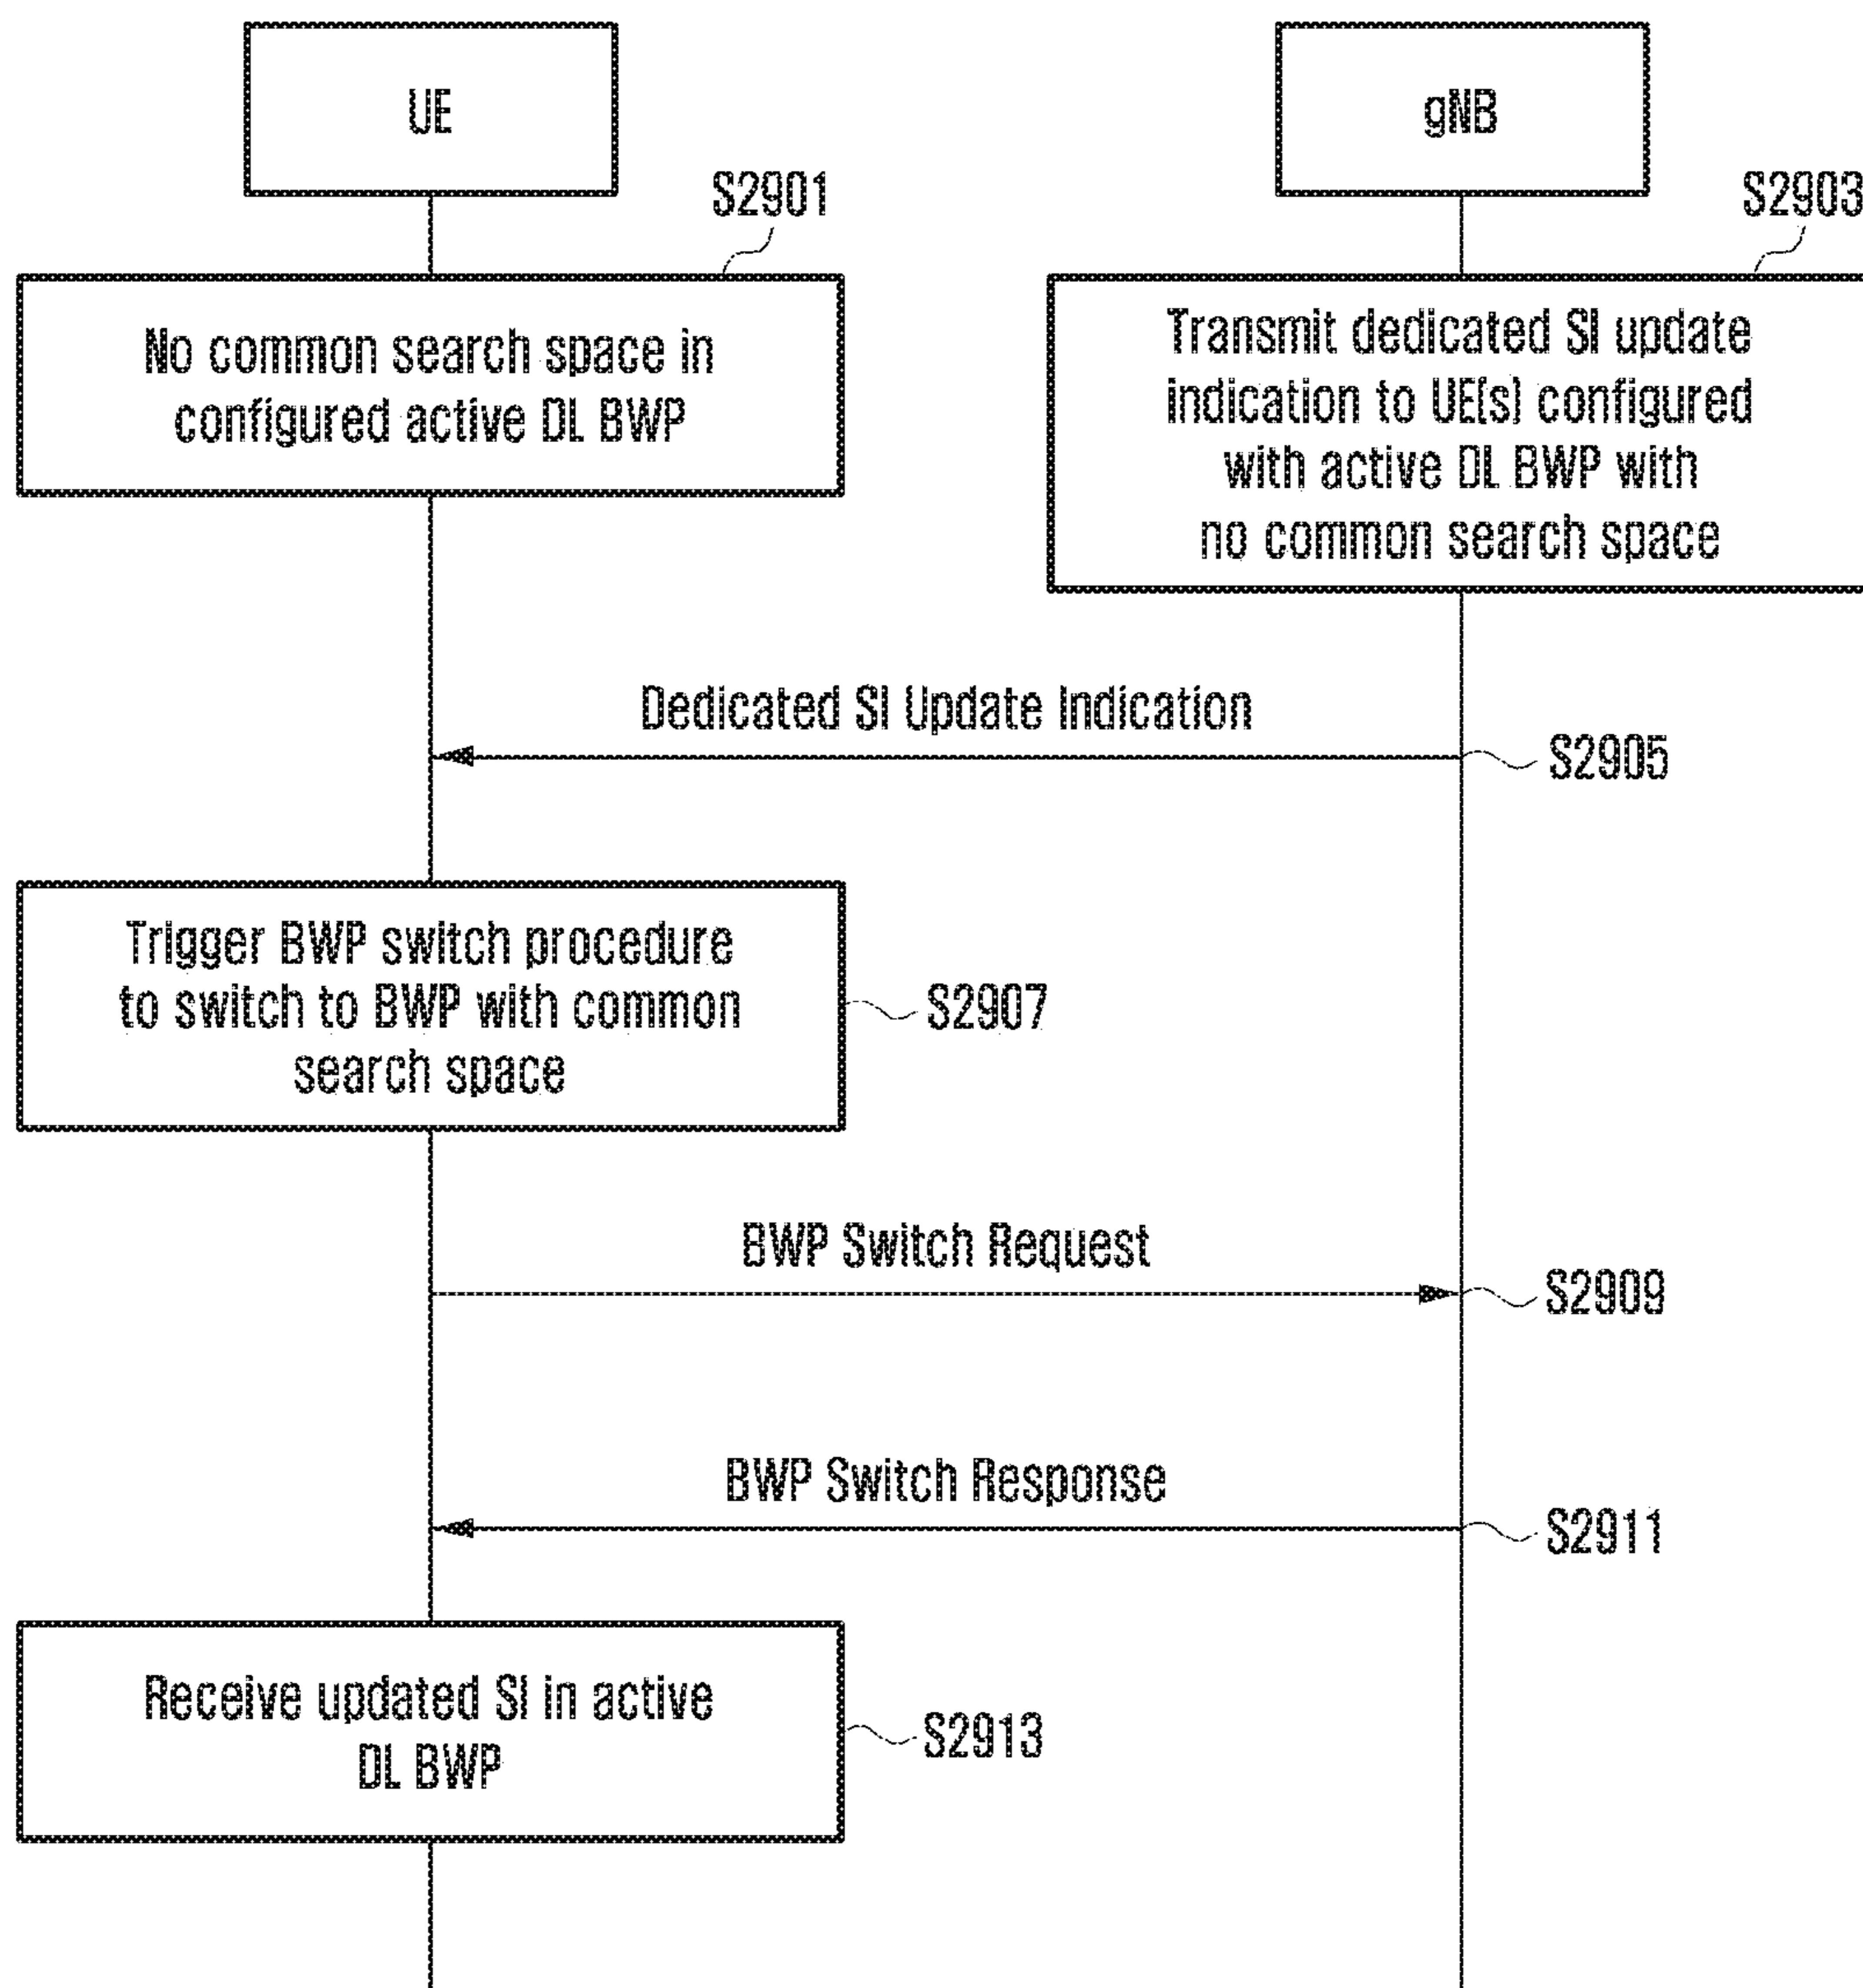 UE
gNB
S2901
S2903
No common search space in
configured active DL BWP
Transmit dedicated SI update
indication to UE(s) configured
with active DL BWP with
no common search space
Dedicated SI Update Indication
S2905
Trigger BWP switch procedure
to switch to BWP with common
search space
S2907
BWP Switch Request
S2909
BWP Switch Response
S2911
Receive updated SI in active
DL BWP
S2913